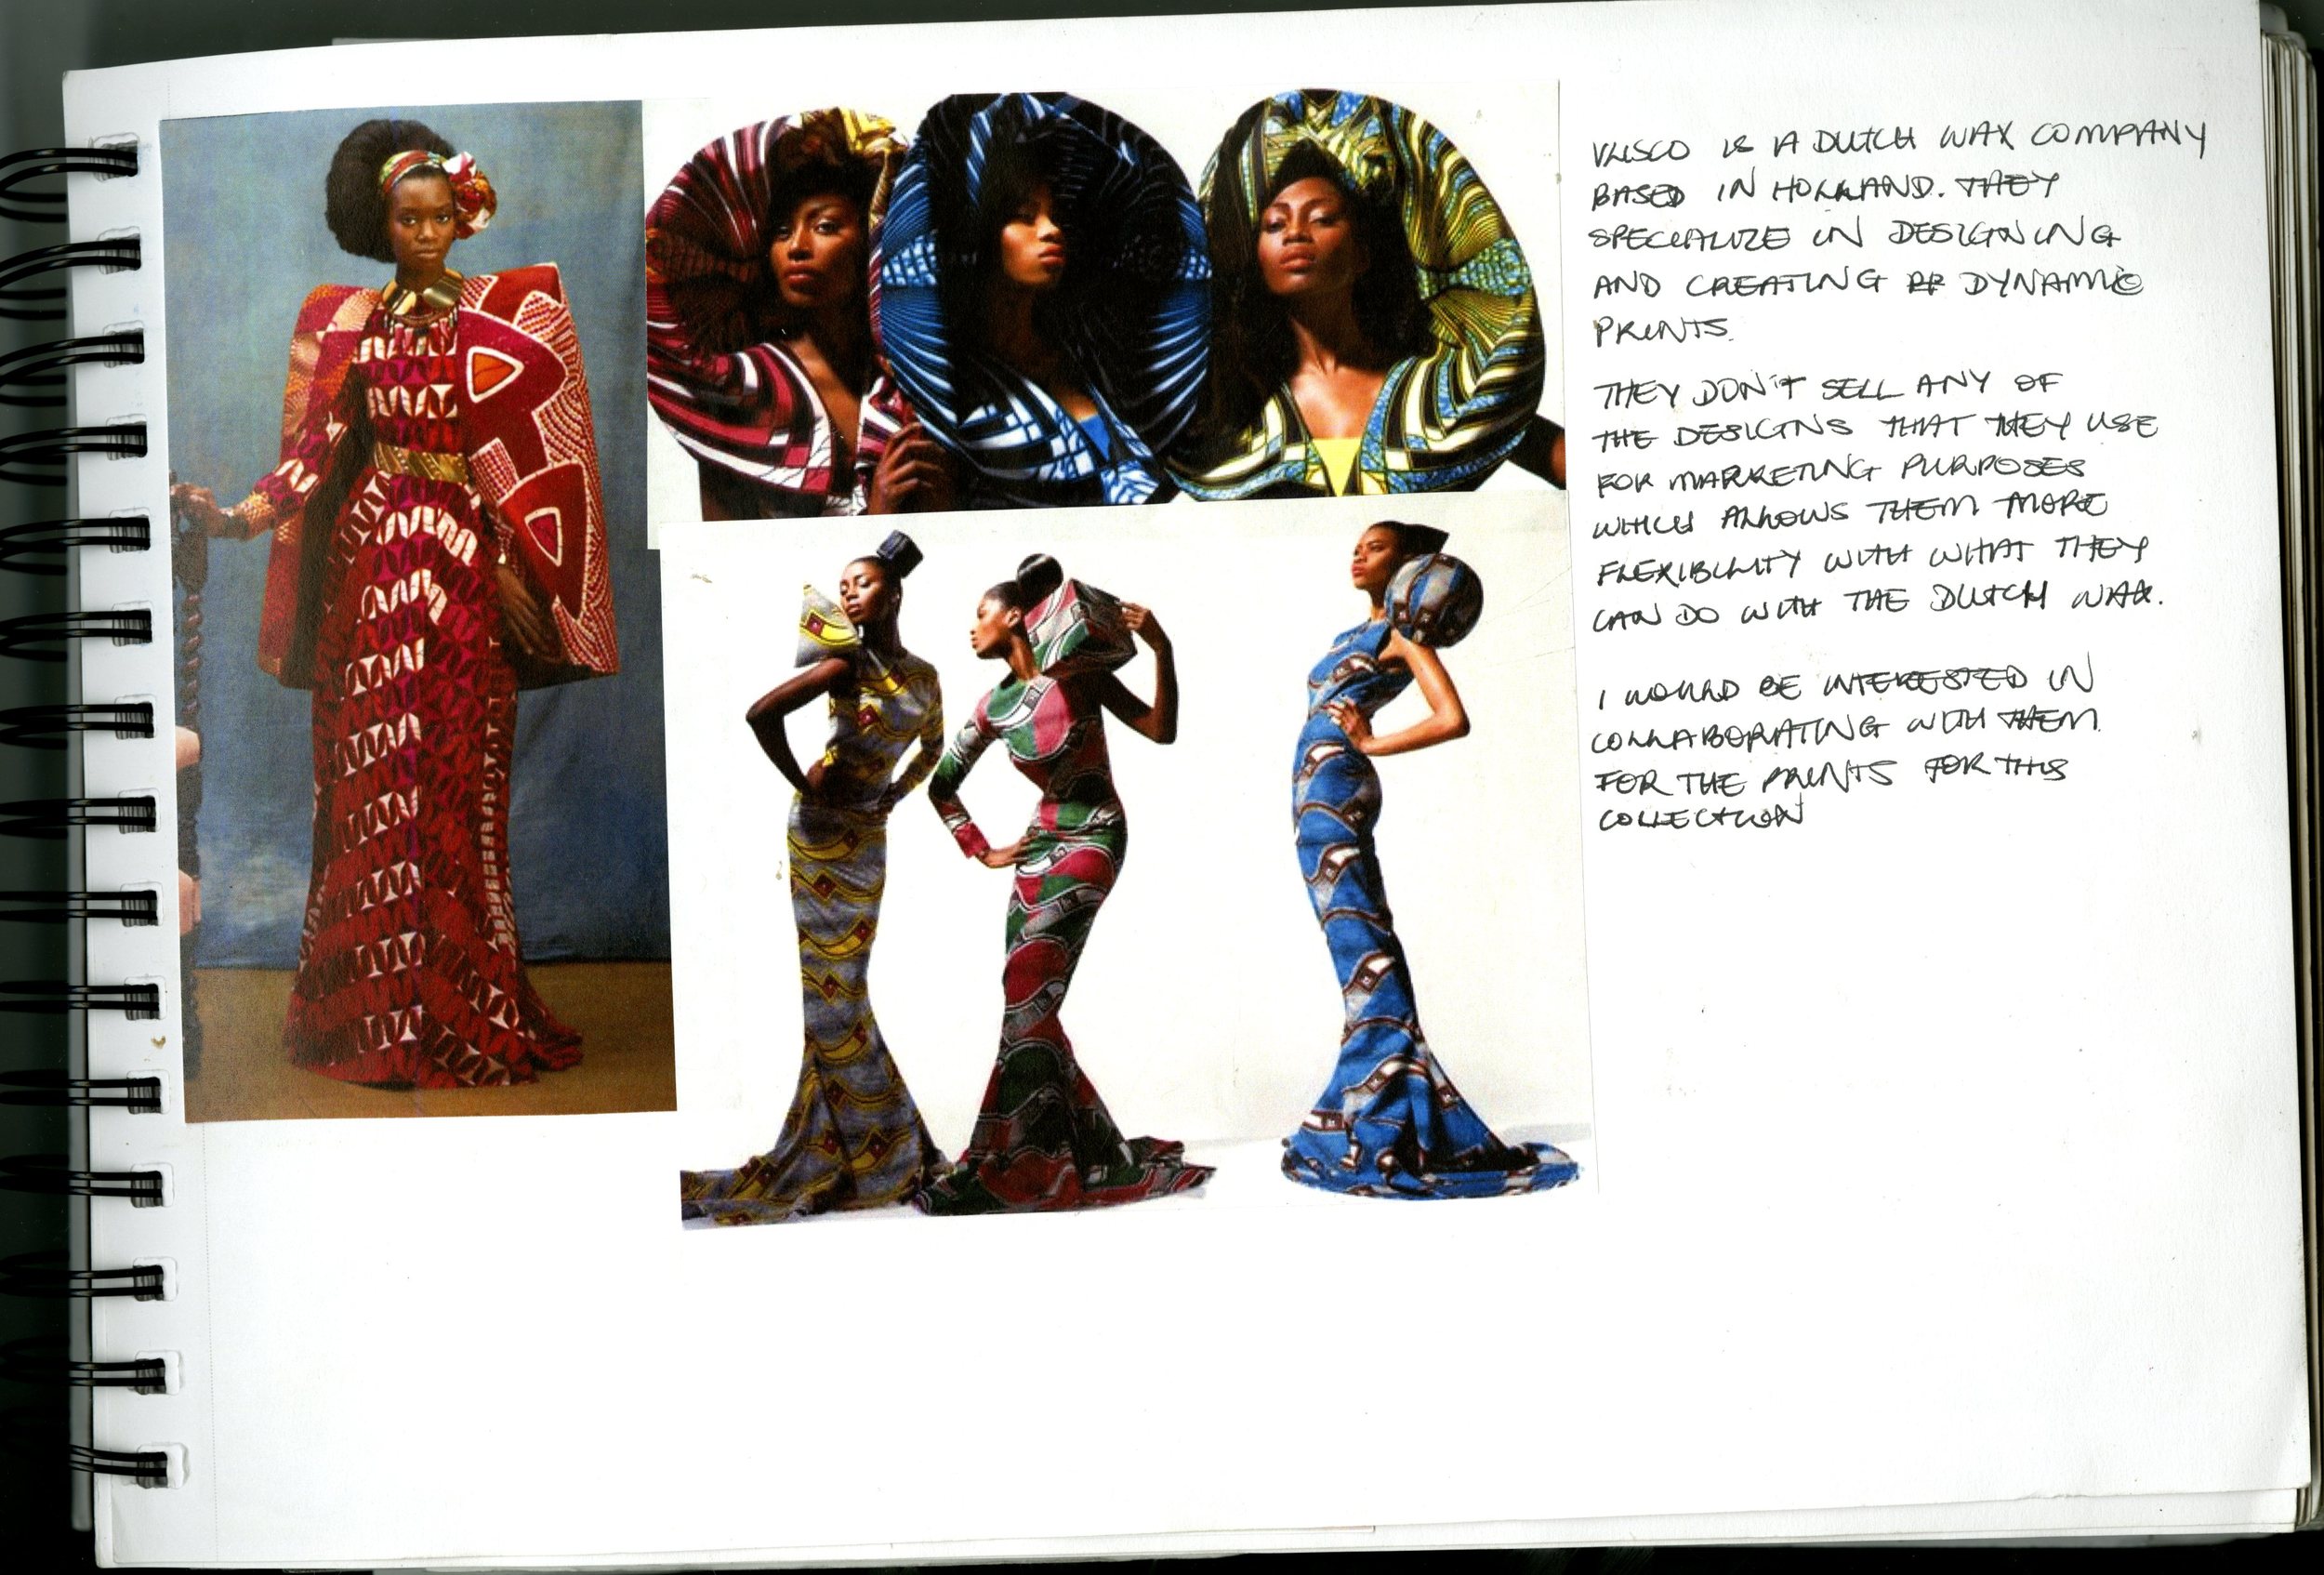 VLISCO IS A DUTCH WAX COMPANY
BASED IN HOLLAND. THEY
SPECIALIZE IN DESIGNING
AND CREATING DYNAMIC
PRINTS.
THEY DON'T SELL ANY OF
THE DESIGNS THAT THEY USE
FOR MARKETING PURPOSES
WHICH ALLOWS THEM MORE
FLEXIBILITY WITH WHAT THEY
CAN DO WITH THE DUTCH WAX.
I WOULD BE INTERESTED IN
COLLABORATING WITH THEM
FOR THE PRINTS FOR THIS
COLLECTION